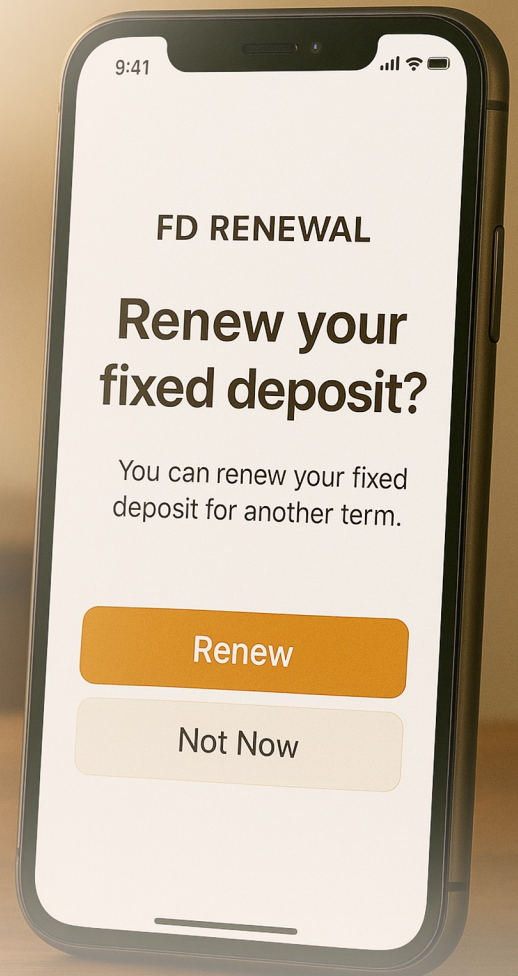 9:41
FD RENEWAL
Renew your
fixed deposit?
You can renew your fixed
deposit for another term.
Renew
Not Now